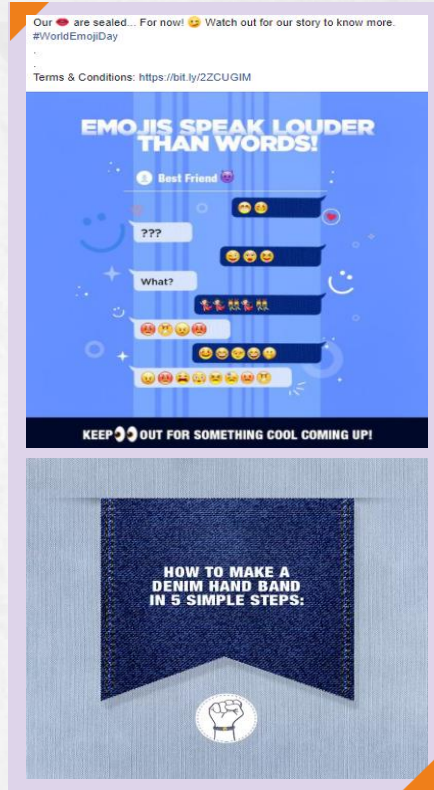 Our 👄 are sealed... For now! 😉 Watch out for our story to know more.
#WorldEmojiDay
.
.
Terms & Conditions: https://bit.ly/2ZCUGIM
EMOJIS SPEAK LOUDER
THAN WORDS!
Best Friend 😈
???
What?
KEEP 👀 OUT FOR SOMETHING COOL COMING UP!
HOW TO MAKE A
DENIM HAND BAND
IN 5 SIMPLE STEPS: